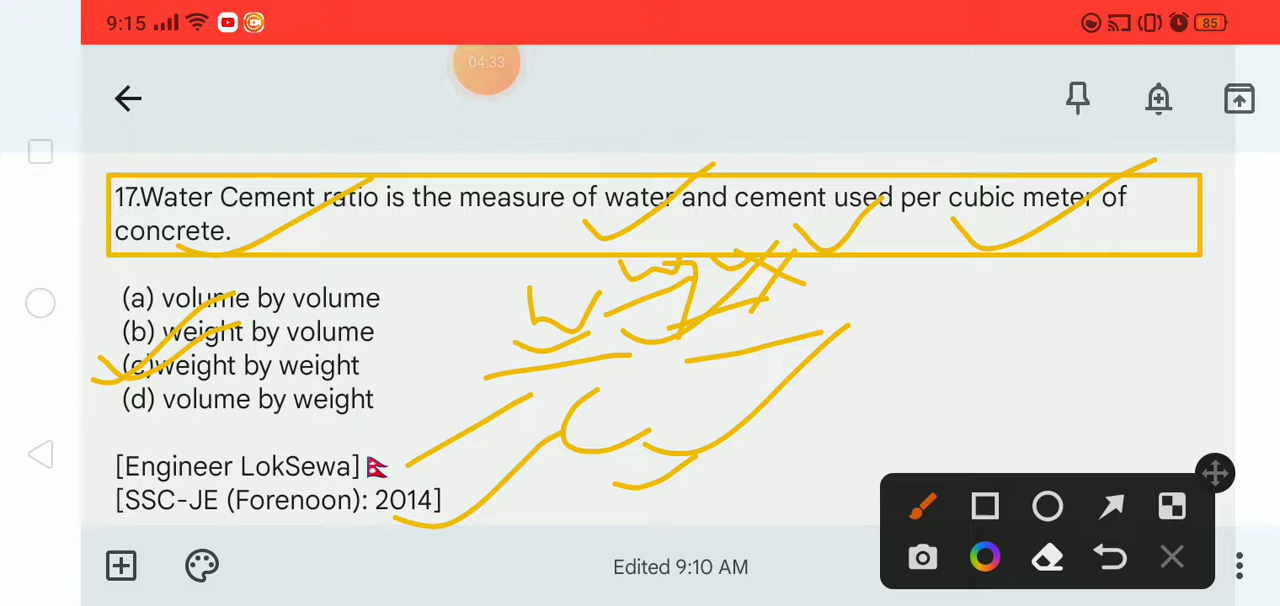 9:15
85
04:33
17.Water Cement ratio is the measure of water and cement used per cubic meter of
concrete.
(a) volume by volume
(b) weight by volume
(c)weight by weight
(d) volume by weight
[Engineer LokSewa]🇳🇵
[SSC-JE (Forenoon): 2014]
Edited 9:10 AM